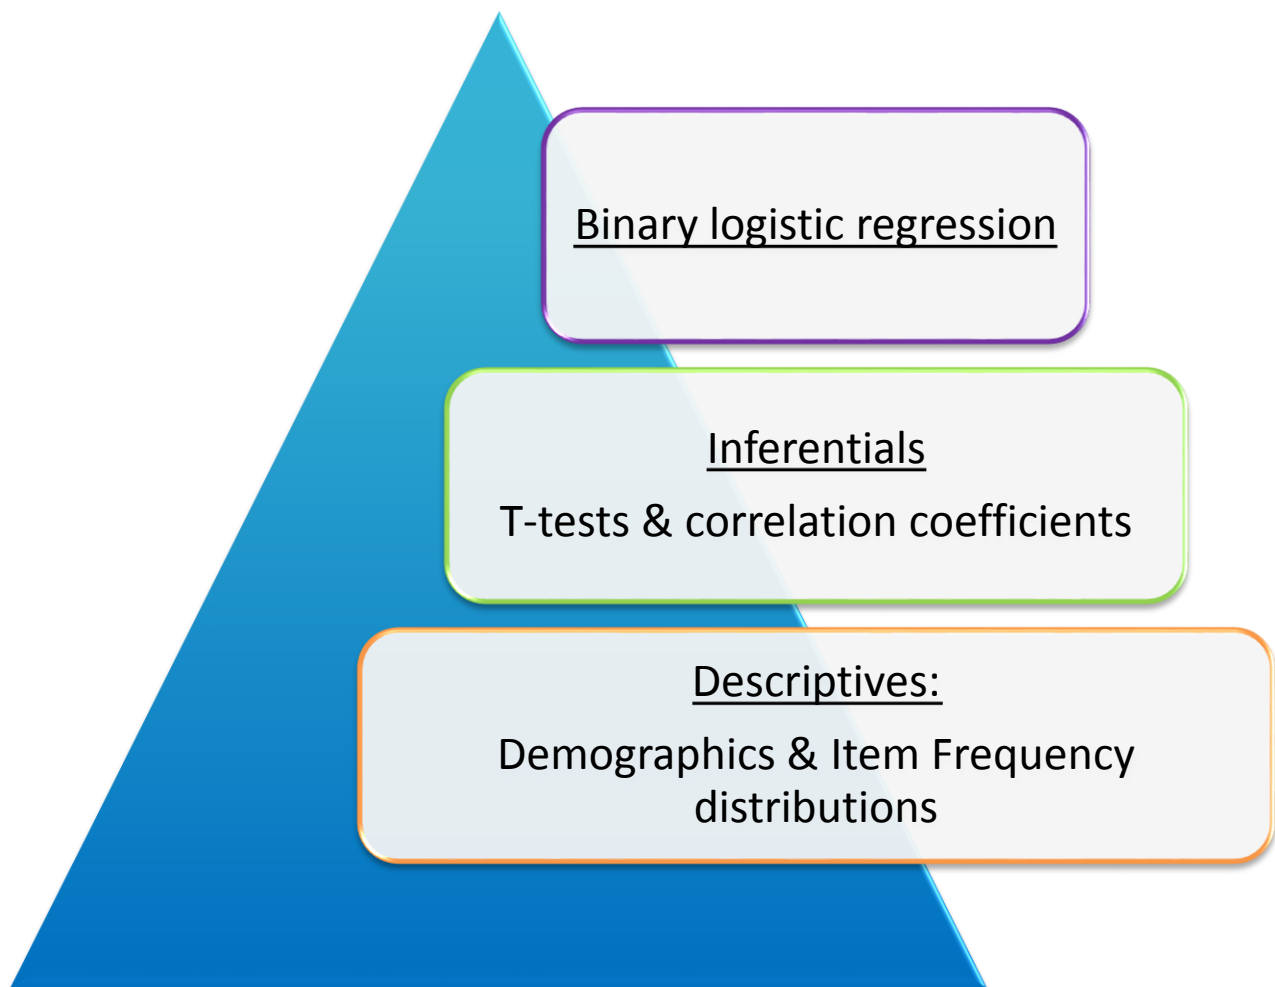 Binary logistic regression
Inferentials
T-tests & correlation coefficients
Descriptives:
Demographics & Item Frequency
distributions